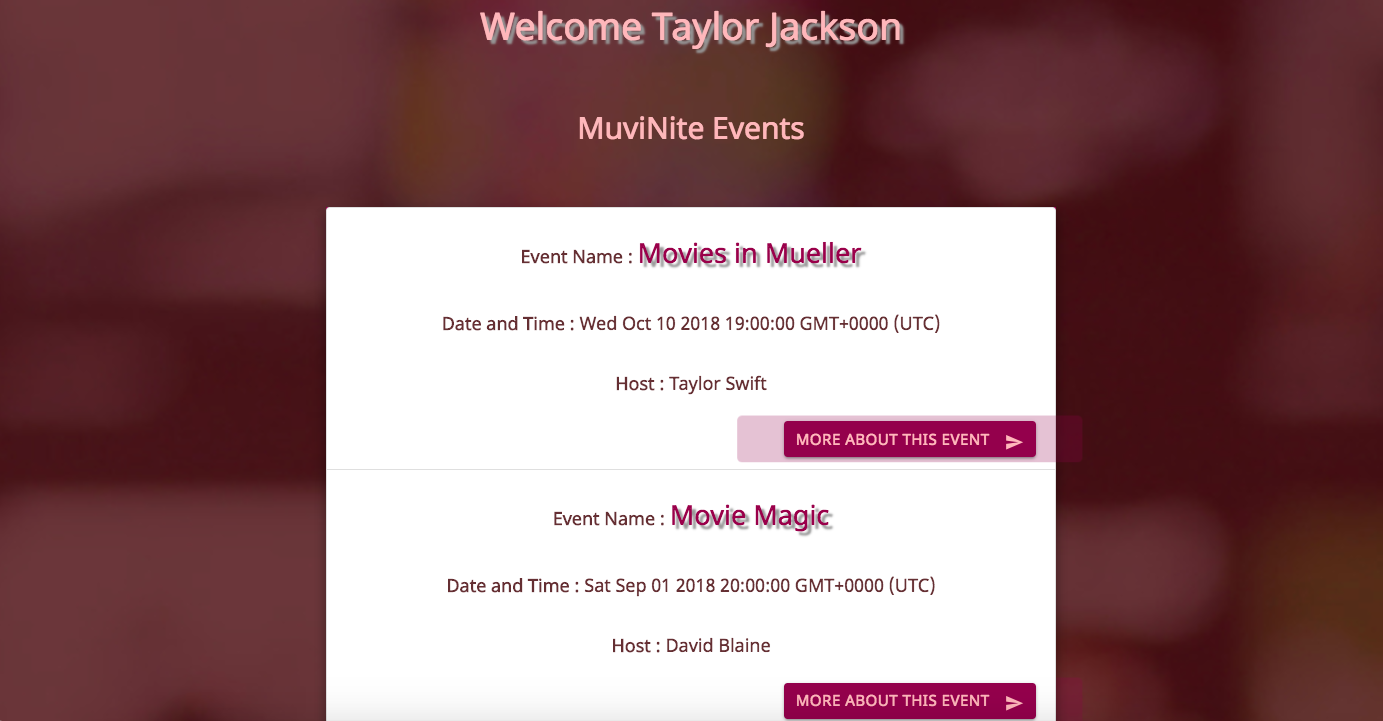 Welcome Taylor Jackson
MuviNite Events
Event Name : Movies in Mueller
Date and Time : Wed Oct 10 2018 19:00:00 GMT+0000 (UTC)
Host : Taylor Swift
MORE ABOUT THIS EVENT
Event Name : Movie Magic
Date and Time : Sat Sep 01 2018 20:00:00 GMT+0000 (UTC)
Host : David Blaine
MORE ABOUT THIS EVENT